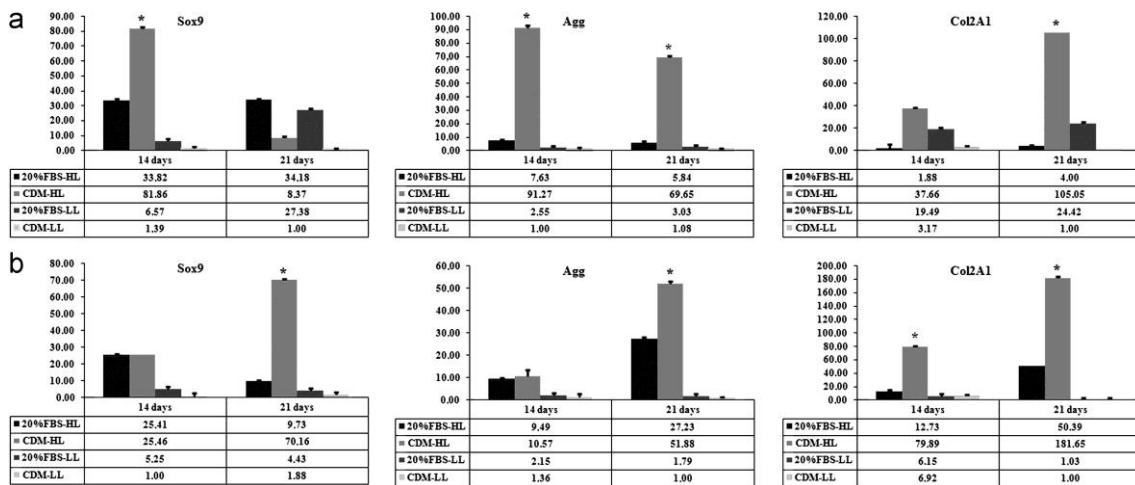 a
Sox9
*
90.00
80.00
70.00
60.00
50.00
40.00
30.00
20.00
10.00
0.00
14 days 21 days
20%FBS-HL 33,82 34,18
CDM-HL 81.86 8.37
20%FBS-LL 6.57 27.38
CDM-LL 1.39 1.00
Agg
*
*
100.00
90.00
80.00
70.00
60.00
50.00
40.00
30.00
20.00
10.00
0.00
14 days 21 days
20%FBS-HL 7.63 5.84
CDM-HL 91.27 69.65
20%FBS-LL 2.55 3.03
CDM-LL 1.00 1.08
Col2A1
*
120.00
100.00
80.00
60.00
40.00
20.00
0.00
14 days 21 days
20%FBS-HL 1.88 4.00
CDM-HL 37.66 105.05
20%FBS-LL 19.49 24.42
CDM-LL 3.17 1.00
b
Sox9
*
80.00
70.00
60.00
50.00
40.00
30.00
20.00
10.00
0.00
14 days 21 days
20%FBS-HL 25.41 9.73
CDM-HL 25.46 70.16
20%FBS-LL 5.25 4.43
CDM-LL 1.00 1.88
Agg
*
60.00
50.00
40.00
30.00
20.00
10.00
0.00
14 days 21 days
20%FBS-HL 9.49 27.23
CDM-HL 10.57 51.88
20%FBS-LL 2.15 1.79
CDM-LL 1.36 1.00
Col2A1
*
*
200.00
180.00
160.00
140.00
120.00
100.00
80.00
60.00
40.00
20.00
0.00
14 days 21 days
20%FBS-HL 12.73 50.39
CDM-HL 79.89 181.65
20%FBS-LL 6.15 1.03
CDM-LL 6.92 1.00